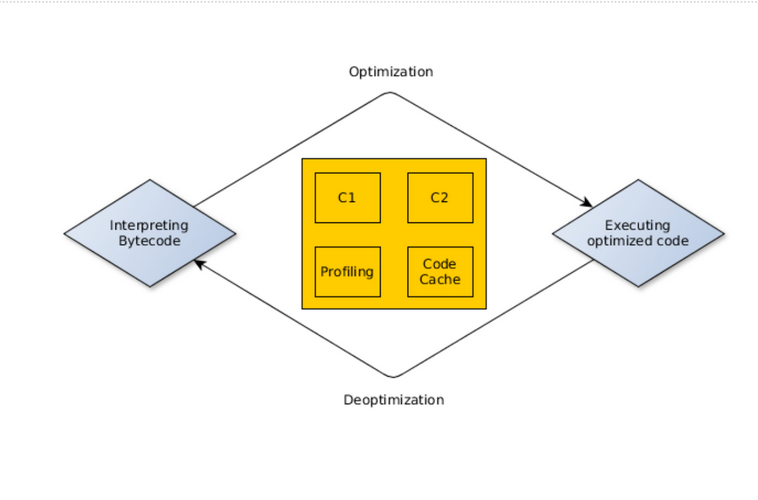 Optimization
C1
C2
Interpreting
Bytecode
Executing
optimized code
Profiling
Code
Cache
Deoptimization